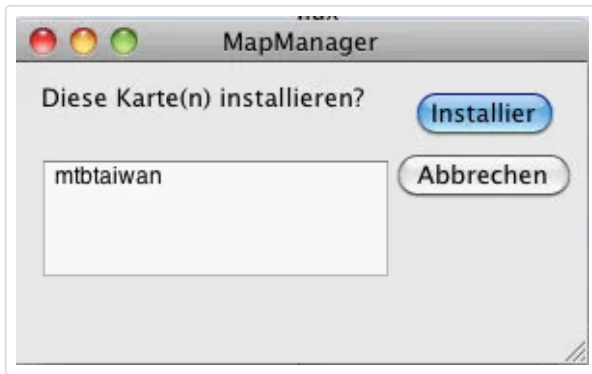 MapManager
Diese Karte(n) installieren?
Installier
mtbtaiwan
Abbrechen